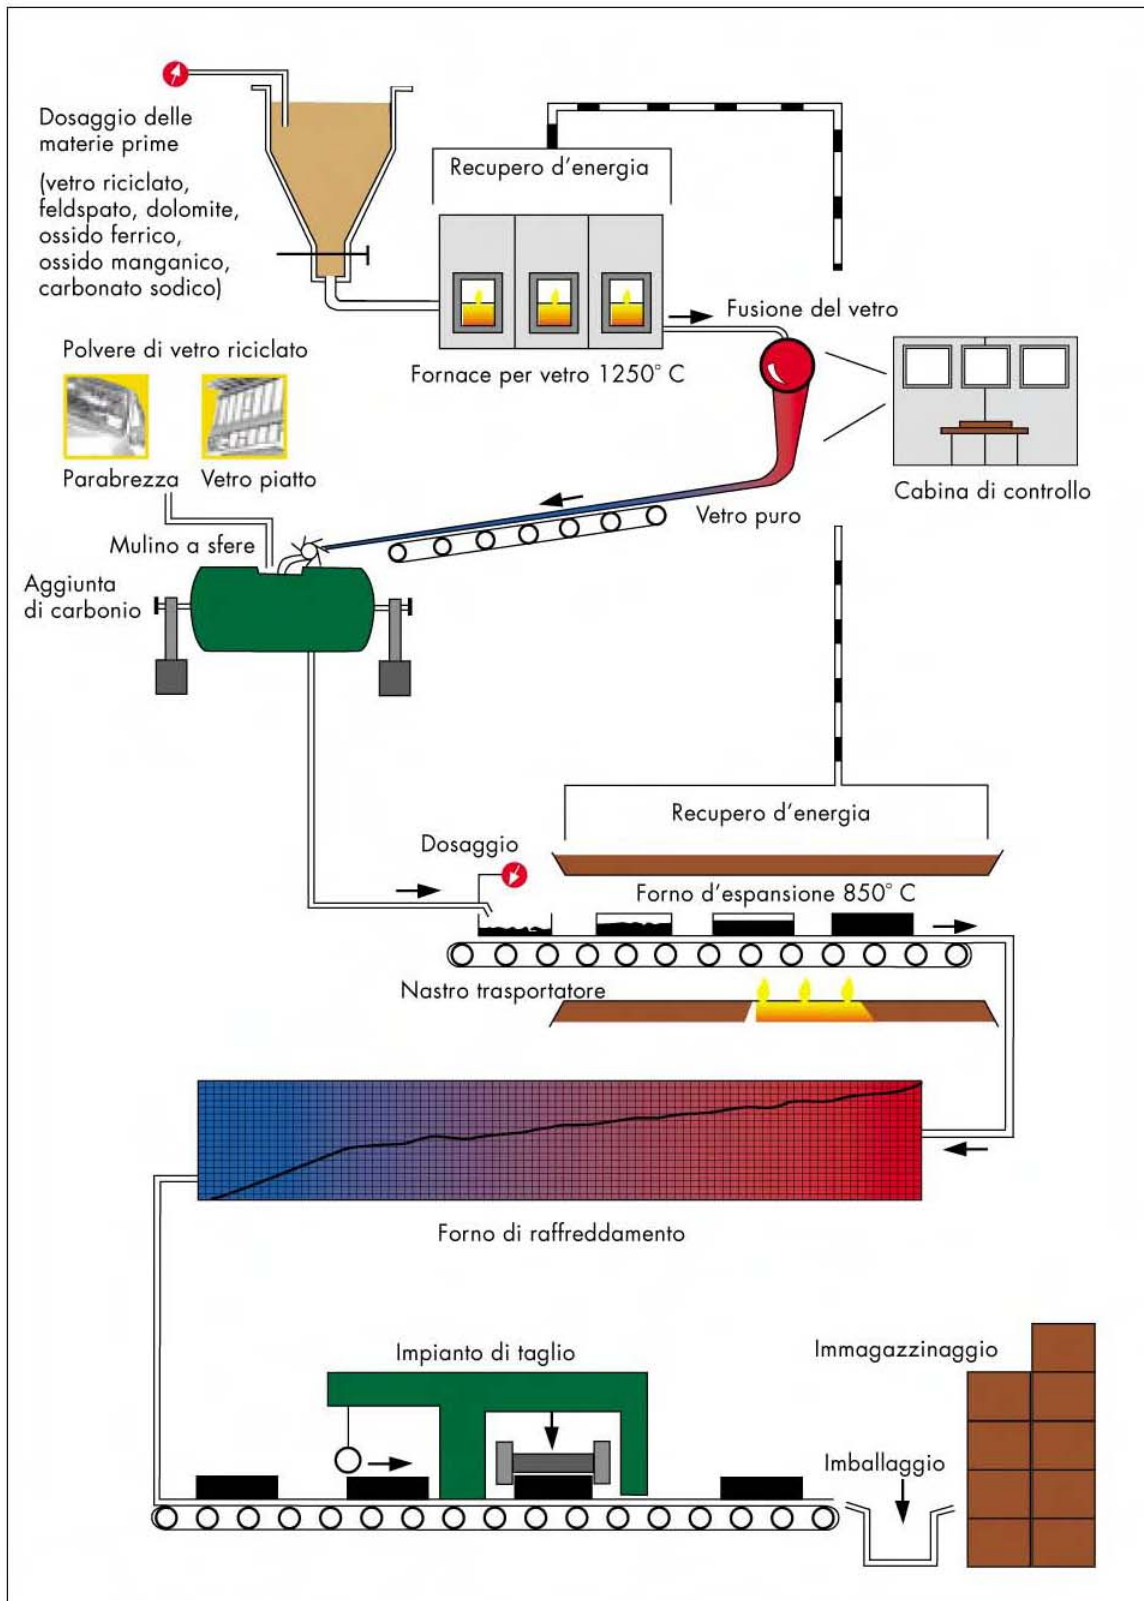 Dosaggio delle
materie prime
(vetro riciclato,
feldspato, dolomite,
ossido ferrico,
ossido manganico,
carbonato sodico)
Recupero d'energia
Fusione del vetro
Fornace per vetro 1250° C
Polvere di vetro riciclato
Parabrezza
Vetro piatto
Cabina di controllo
Vetro puro
Mulino a sfere
Aggiunta
di carbonio
Recupero d'energia
Dosaggio
Forno d'espansione 850° C
Nastro trasportatore
Forno di raffreddamento
Impianto di taglio
Immagazzinaggio
Imballaggio